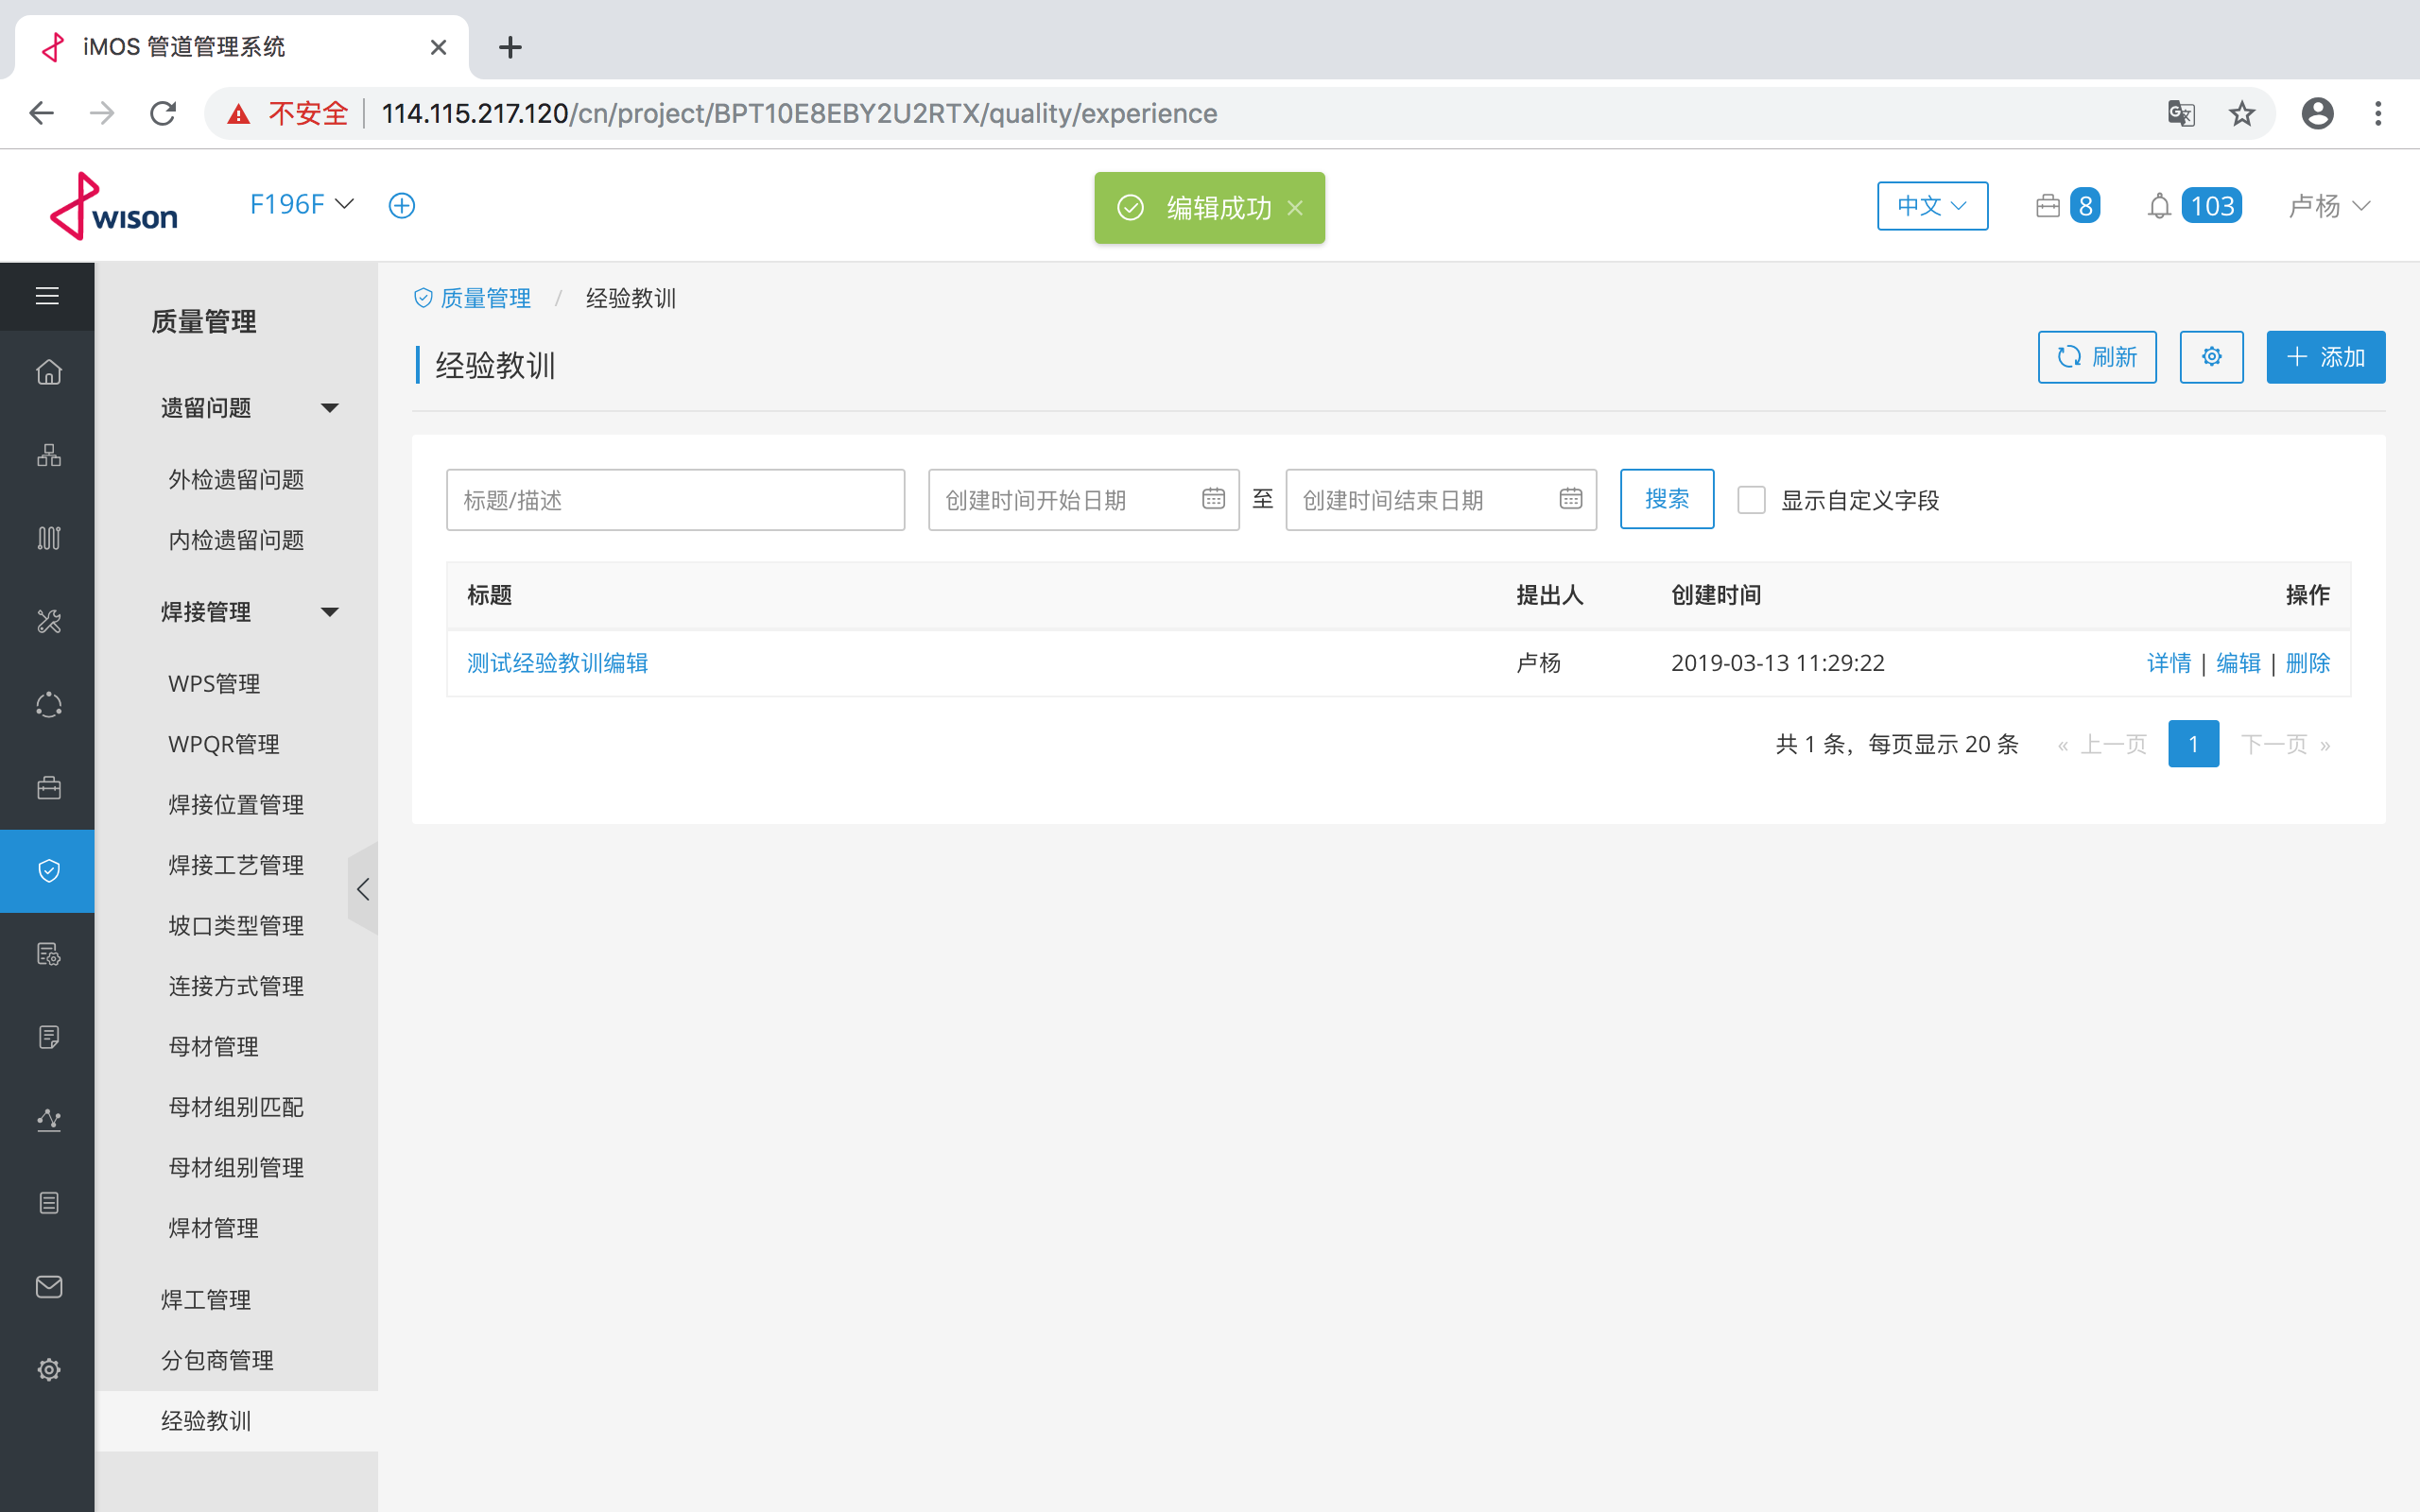 iMOS 管道管理系统
不安全 114.115.217.120/cn/project/BPT10E8EBY2U2RTX/quality/experience
wison
F196F
编辑成功
中文
8
103
卢杨
质量管理
遗留问题
外检遗留问题
内检遗留问题
焊接管理
WPS管理
WPQR管理
焊接位置管理
焊接工艺管理
坡口类型管理
连接方式管理
母材管理
母材组别匹配
母材组别管理
焊材管理
焊工管理
分包商管理
经验教训
质量管理 / 经验教训
经验教训
刷新
添加
标题/描述 创建时间开始日期 至 创建时间结束日期 搜索 显示自定义字段
标题 提出人 创建时间 操作
测试经验教训编辑 卢杨 2019-03-13 11:29:22 详情 | 编辑 | 删除
共 1 条，每页显示 20 条 « 上一页 1 下一页 »